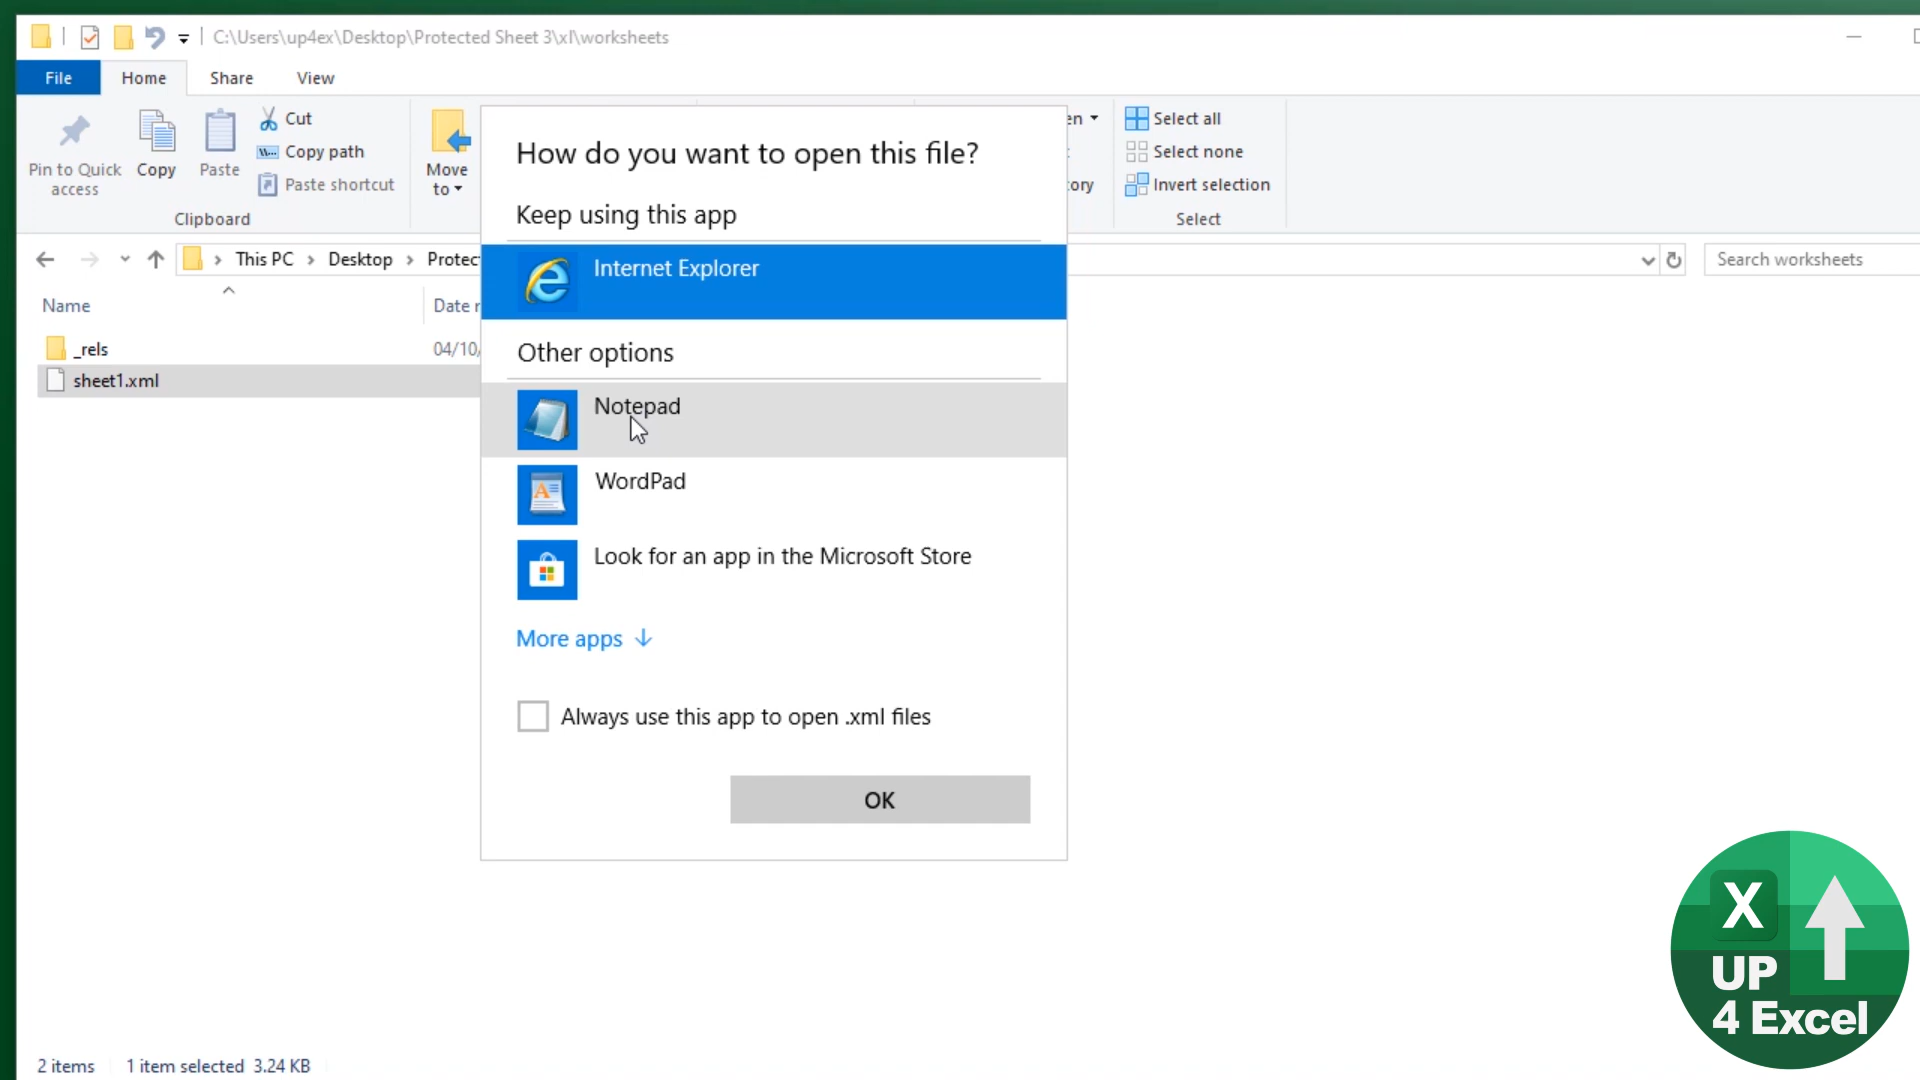 C:\Users\up4ex\Desktop\Protected Sheet 3\xl\worksheets
File Home Share View
Pin to Quick access
Copy
Paste
Cut
Copy path
Paste shortcut
Clipboard
Move to
Select all
Select none
Invert selection
Select
This PC > Desktop >
Search worksheets
Name
_rels
04/10/
sheet1.xml
How do you want to open this file?
Keep using this app
Internet Explorer
Other options
Notepad
WordPad
Look for an app in the Microsoft Store
More apps
Always use this app to open .xml files
OK
2 items 1 item selected 3.24 KB
X
UP
4 Excel